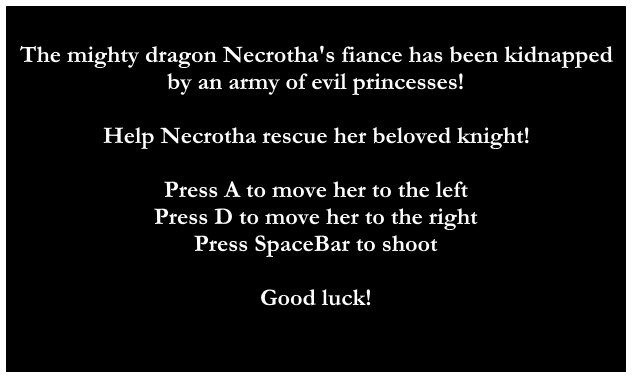 The mighty dragon Necrotha's fiance has been kidnapped
by an army of evil princesses!
Help Necrotha rescue her beloved knight!
Press A to move her to the left
Press D to move her to the right
Press SpaceBar to shoot
Good luck!